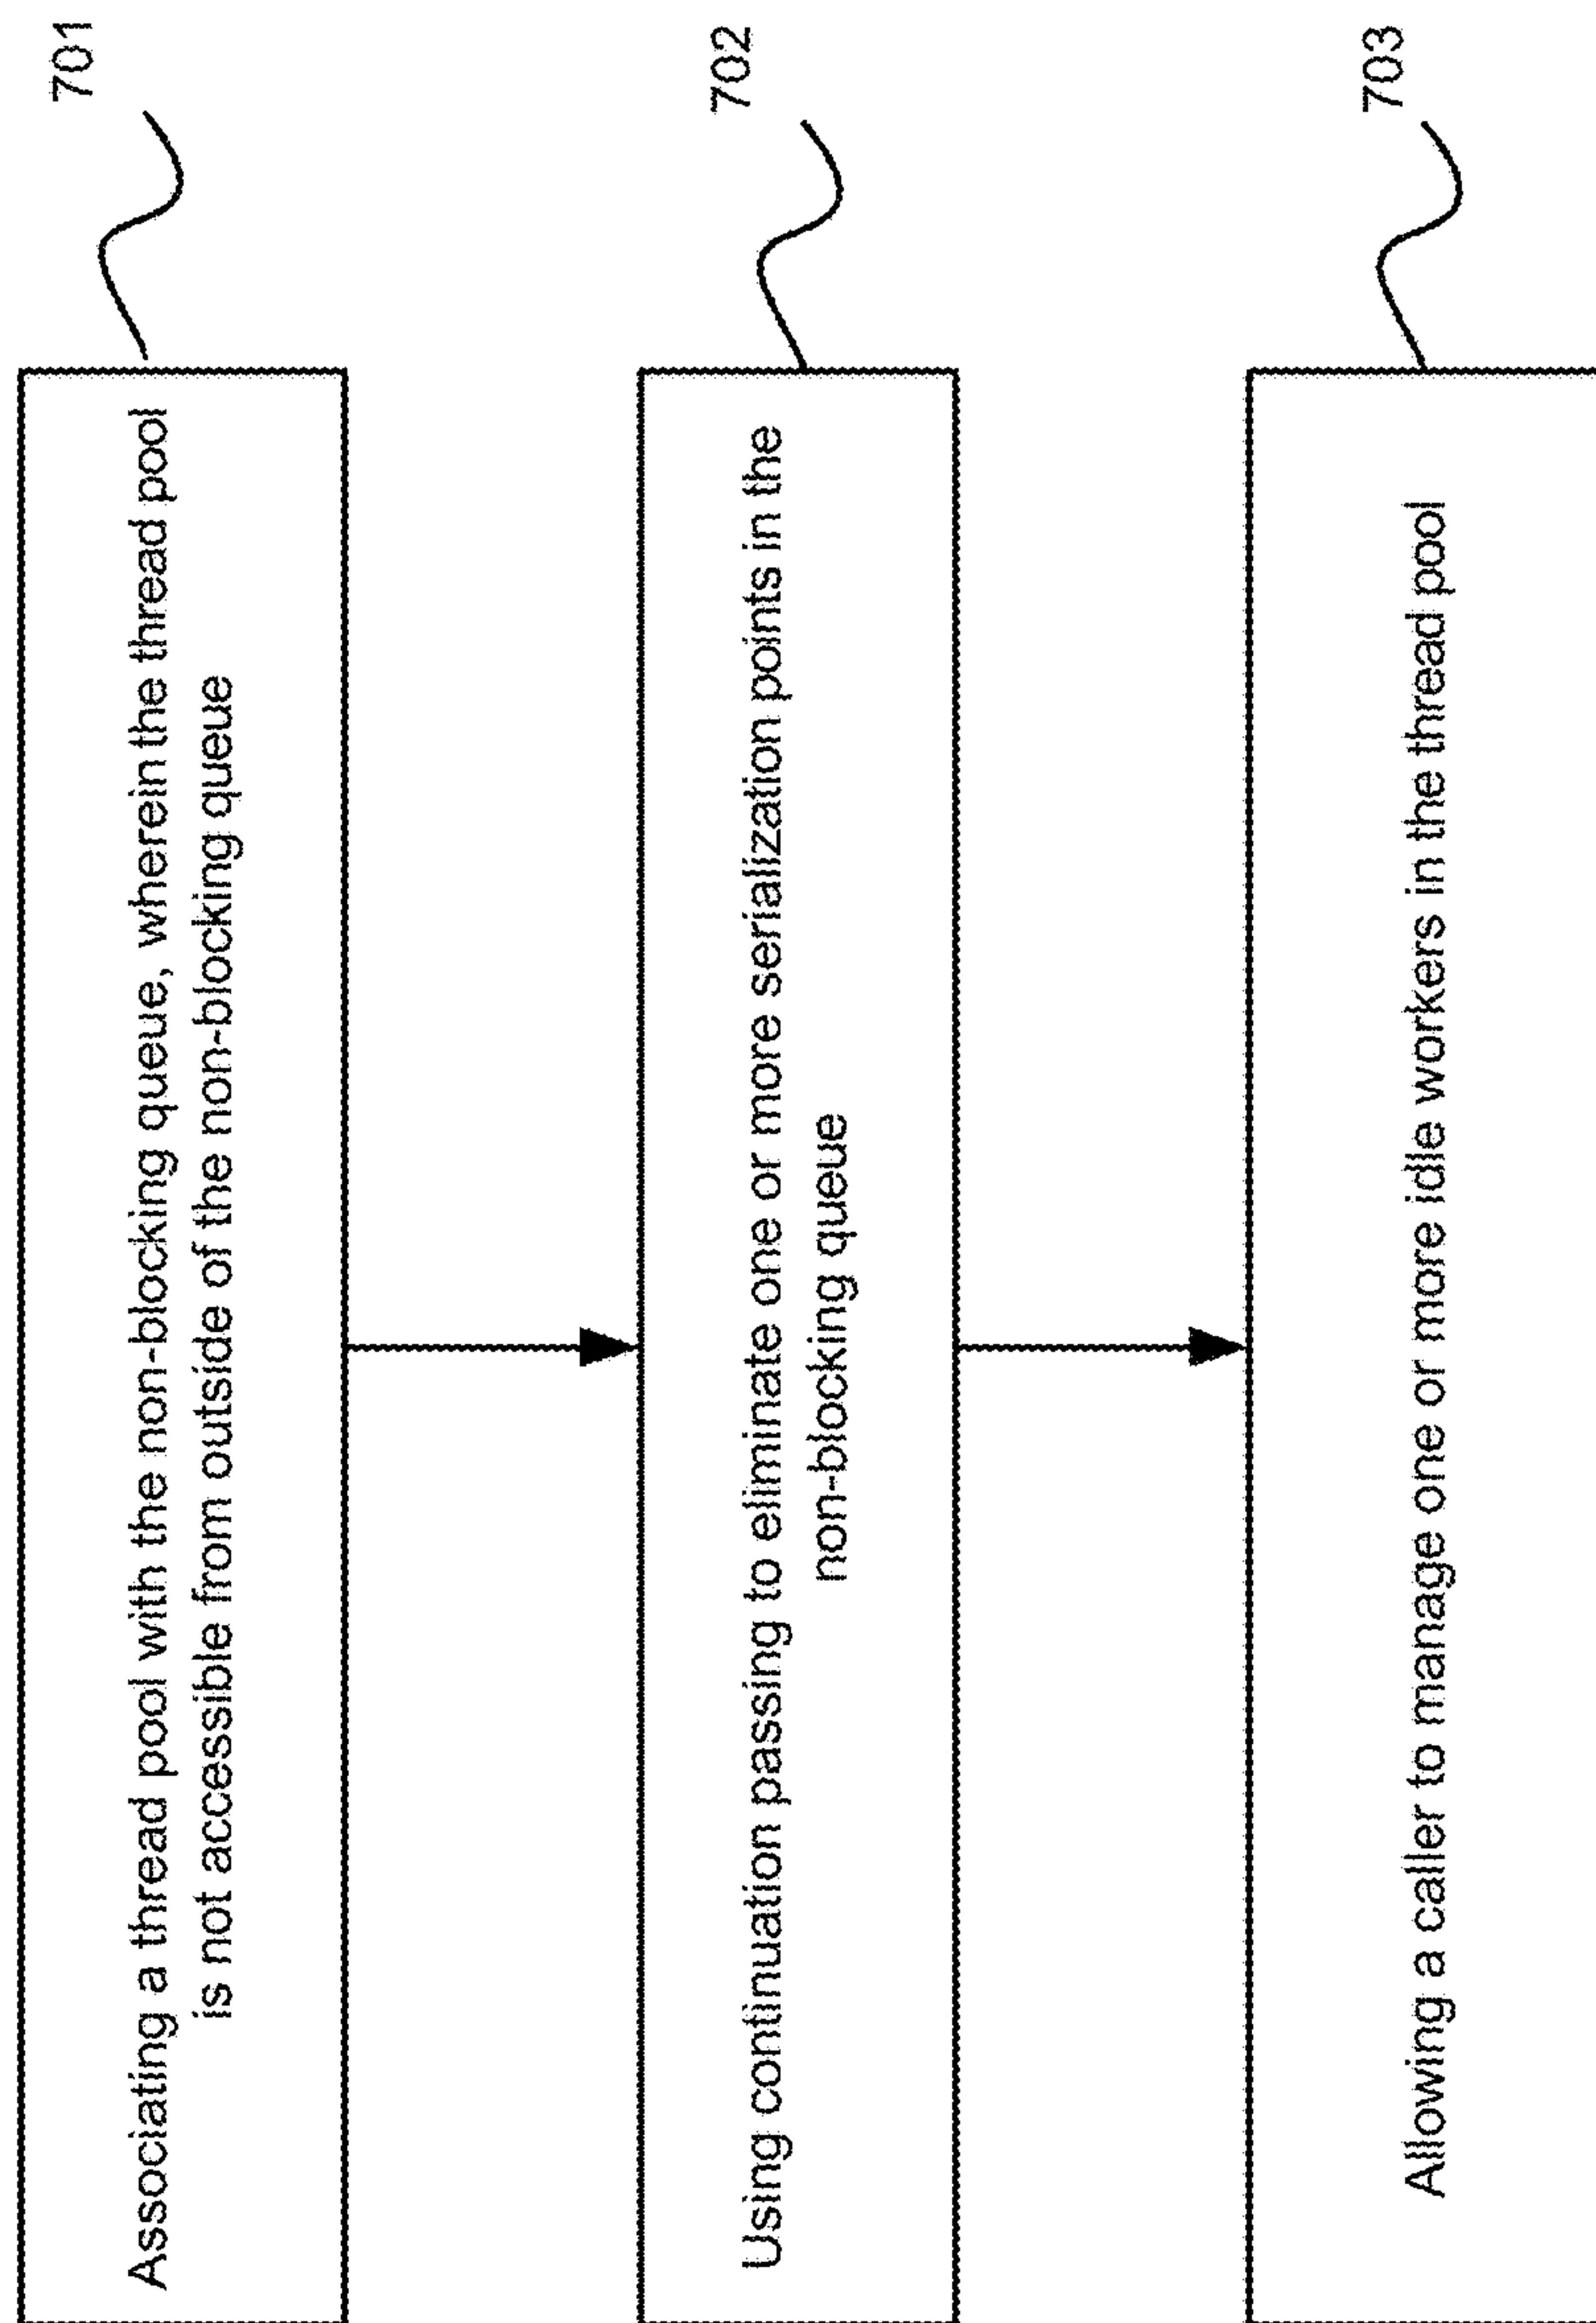 701
Associating a thread pool with the non-blocking queue, wherein the thread pool
is not accessible from outside of the non-blocking queue
702
Using continuation passing to eliminate one or more serialization points in the
non-blocking queue
703
Allowing a caller to manage one or more idle workers in the thread pool